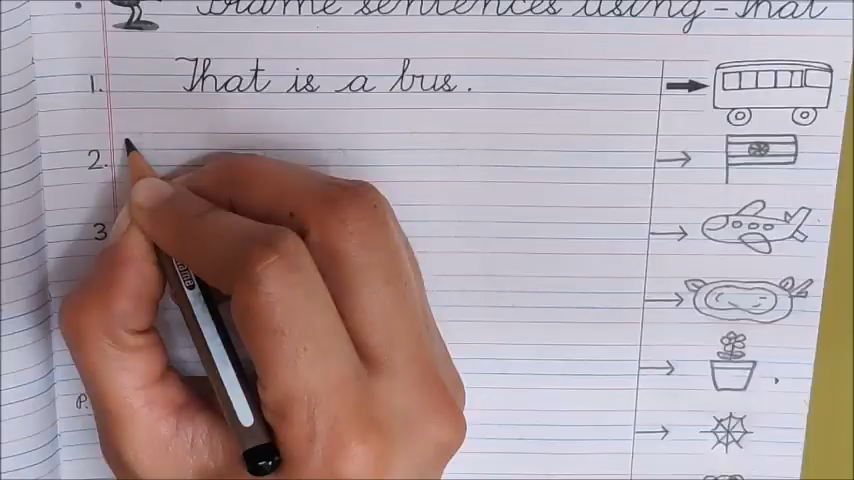 Frame sentences using - That
1. That is a bus.
2.
3
P.